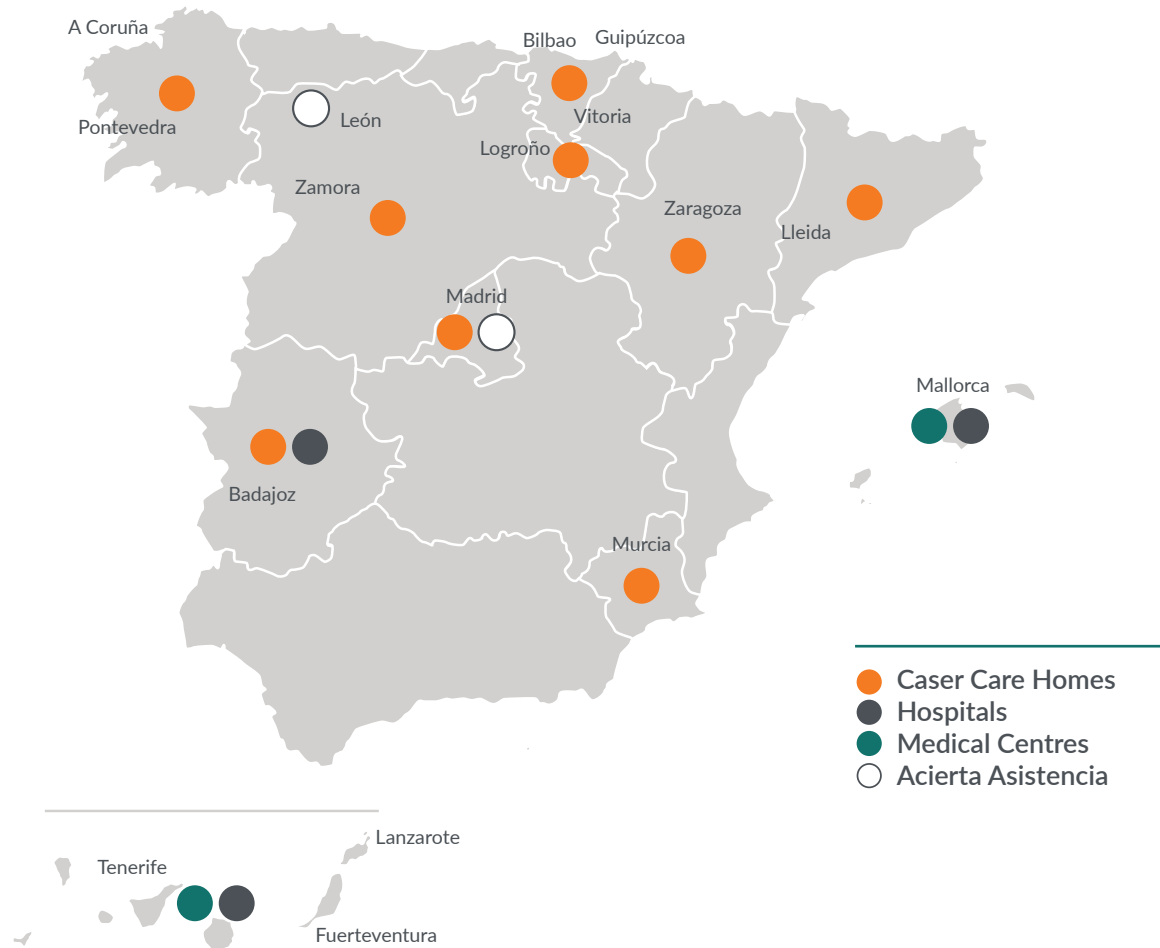 A Coruña
Bilbao
Guipúzcoa
Pontevedra
León
Vitoria
Logroño
Zamora
Zaragoza
Lleida
Madrid
Mallorca
Badajoz
Murcia
Caser Care Homes
Hospitals
Medical Centres
Acierta Asistencia
Lanzarote
Tenerife
Fuerteventura